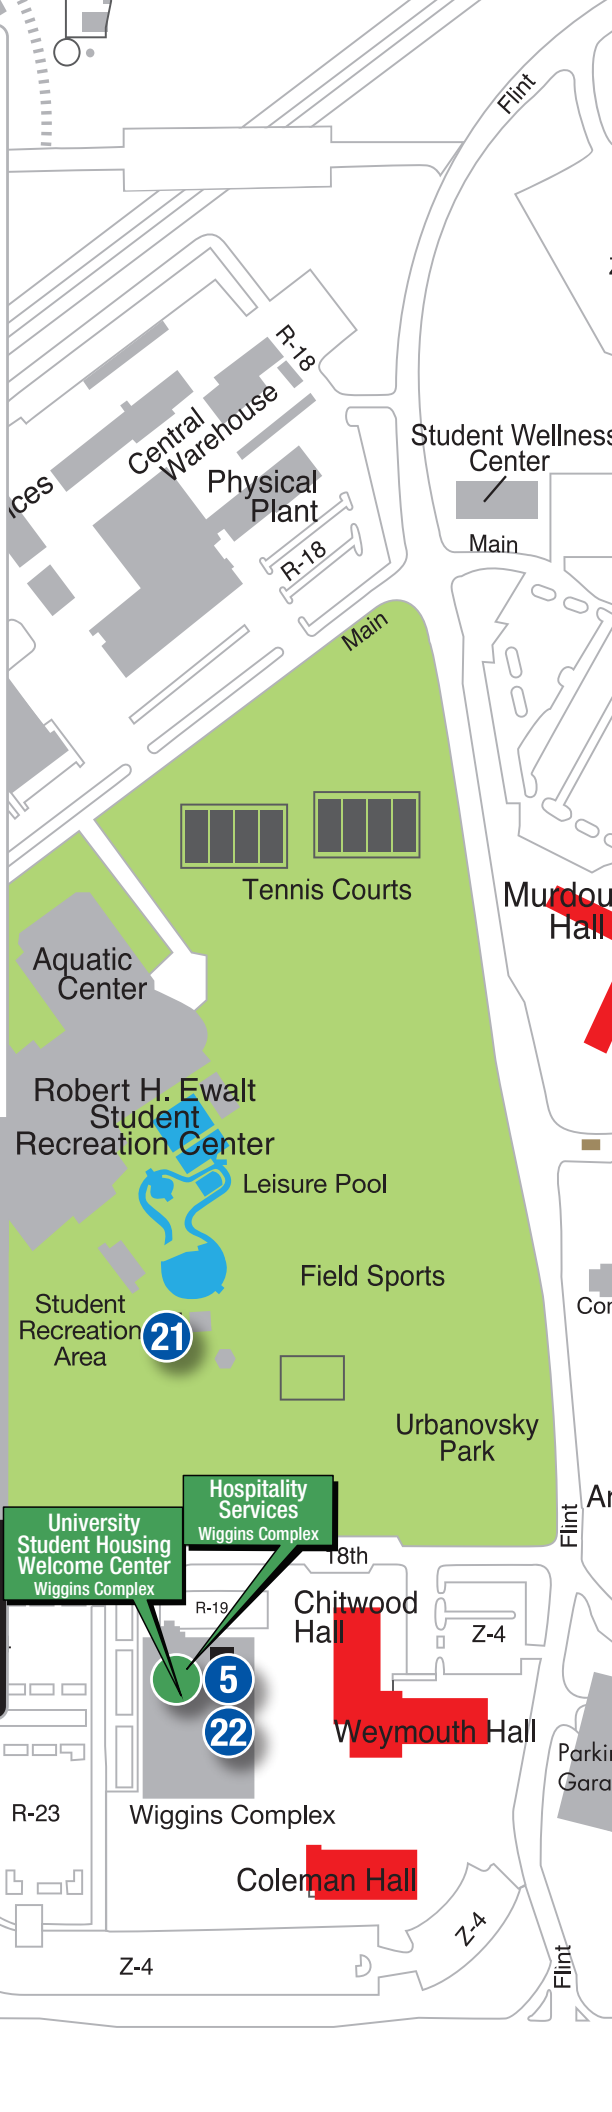 Flint
R-18
Central
Warehouse
Student Wellness
Center
Physical
Plant
Main
R-18
Main
Tennis Courts
Hall
Aquatic
Center
Robert H. Ewalt
Student
Recreation Center
Leisure Pool
Field Sports
Student
Recreation
Area
21
Urbanovsky
Park
Hospitality
Services
Wiggins Complex
University
Student Housing
Welcome Center
Wiggins Complex
Flint
18th
R-19
Chitwood
Hall
Z-4
5
22
Weymouth Hall
R-23
Wiggins Complex
Coleman Hall
Z-4
Z-4
Flint